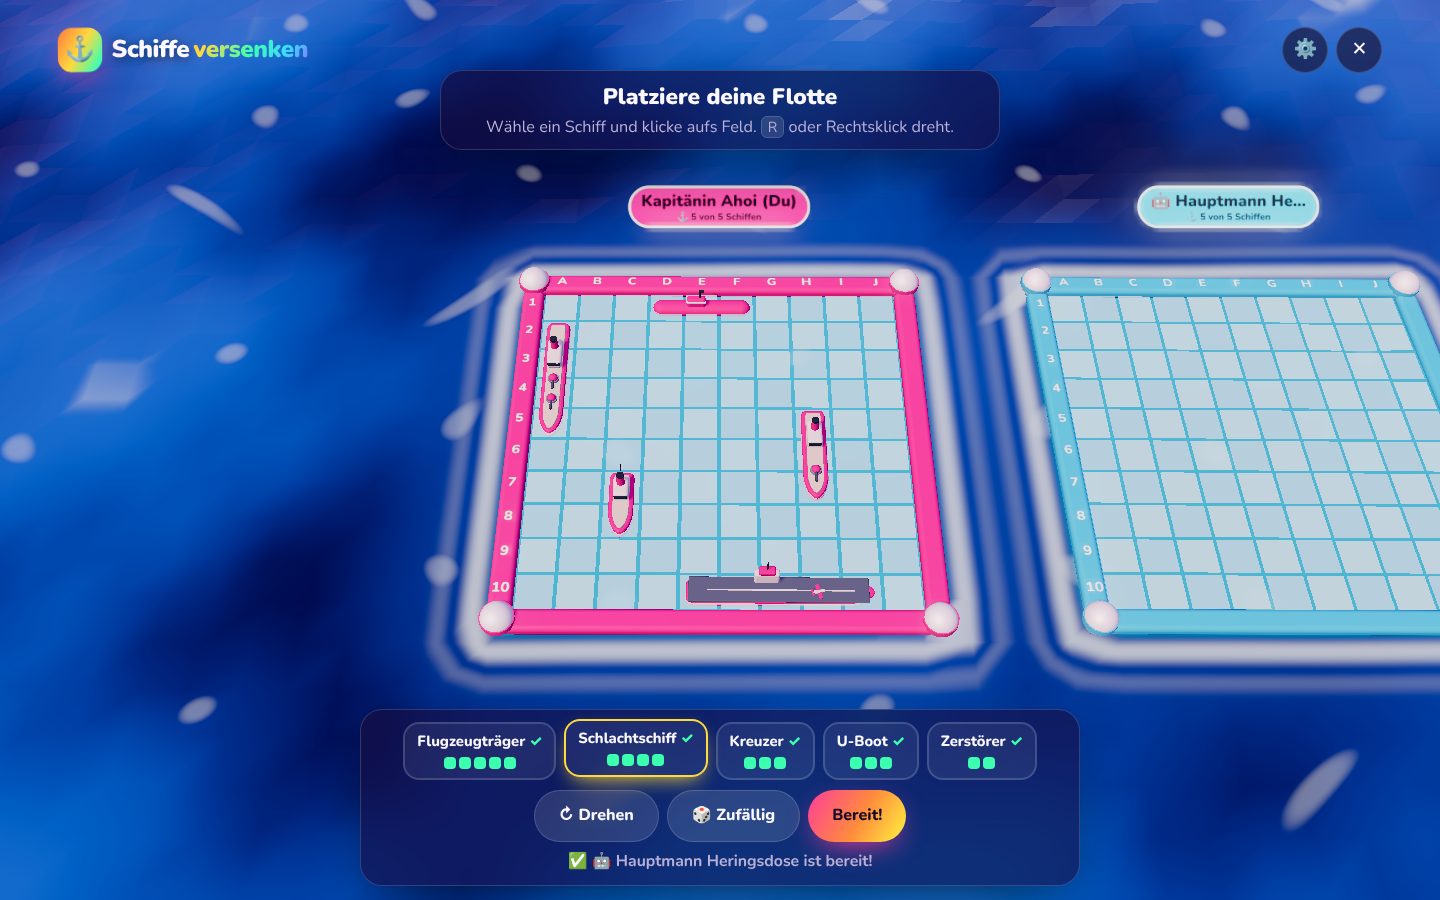 Schiffe versenken
Platziere deine Flotte
Wähle ein Schiff und klicke aufs Feld. R oder Rechtsklick dreht.
Kapitänin Ahoi (Du)
5 von 5 Schiffen
Hauptmann He...
5 von 5 Schiffen
A B C D E F G H I J
1
2
3
4
5
6
7
8
9
10
A B C D E F G H I J
1
2
3
4
5
6
7
8
9
10
Flugzeugträger ✓
Schlachtschiff ✓
Kreuzer ✓
U-Boot ✓
Zerstörer ✓
Drehen
Zufällig
Bereit!
Hauptmann Heringsdose ist bereit!